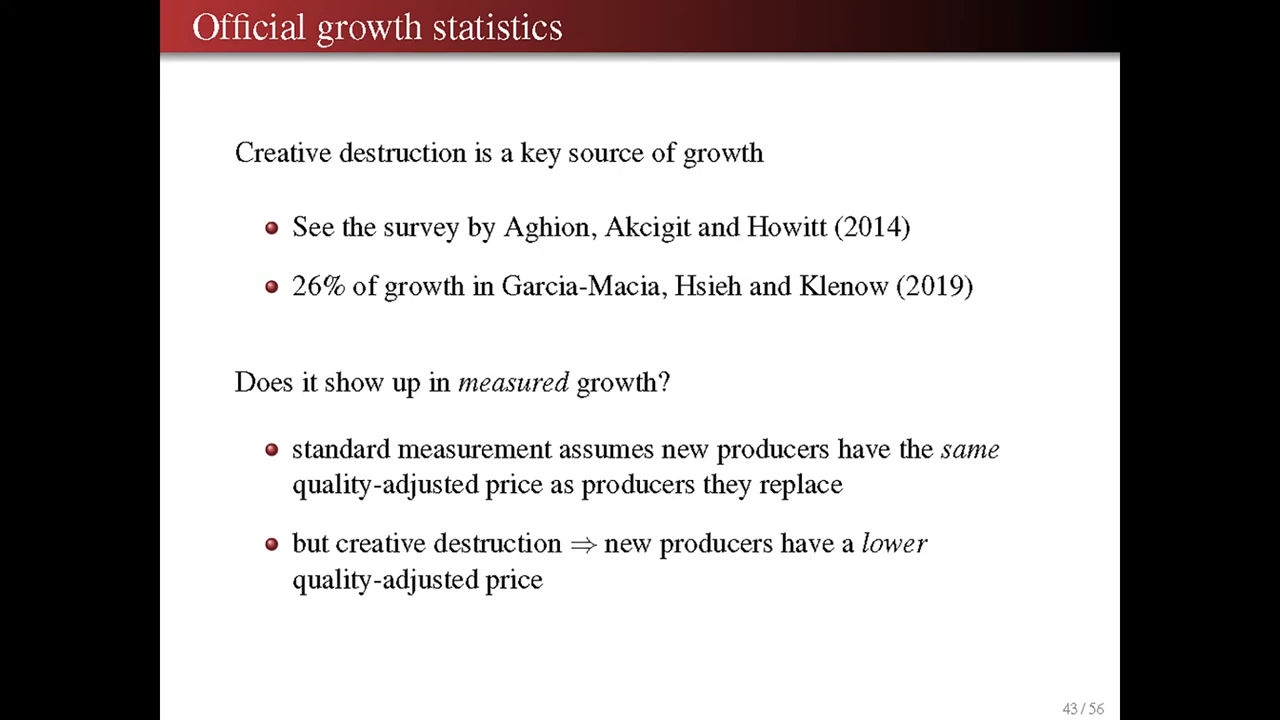 Official growth statistics
Creative destruction is a key source of growth
See the survey by Aghion, Akcigit and Howitt (2014)
26% of growth in Garcia-Macia, Hsieh and Klenow (2019)
Does it show up in measured growth?
standard measurement assumes new producers have the same
quality-adjusted price as producers they replace
but creative destruction ⇒ new producers have a lower
quality-adjusted price
43 / 56